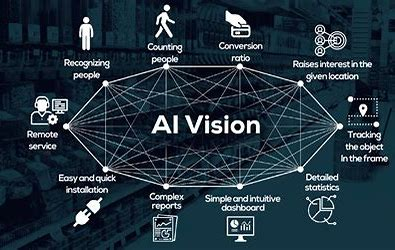 Counting
people
Conversion
ratio
Recognizing
people
Raises interest in the
given location
AI Vision
Remote
service
Tracking
the object
In the frame
Easy and quick
installation
Complex
reports
Simple and intuitive
dashboard
Detailed
statistics